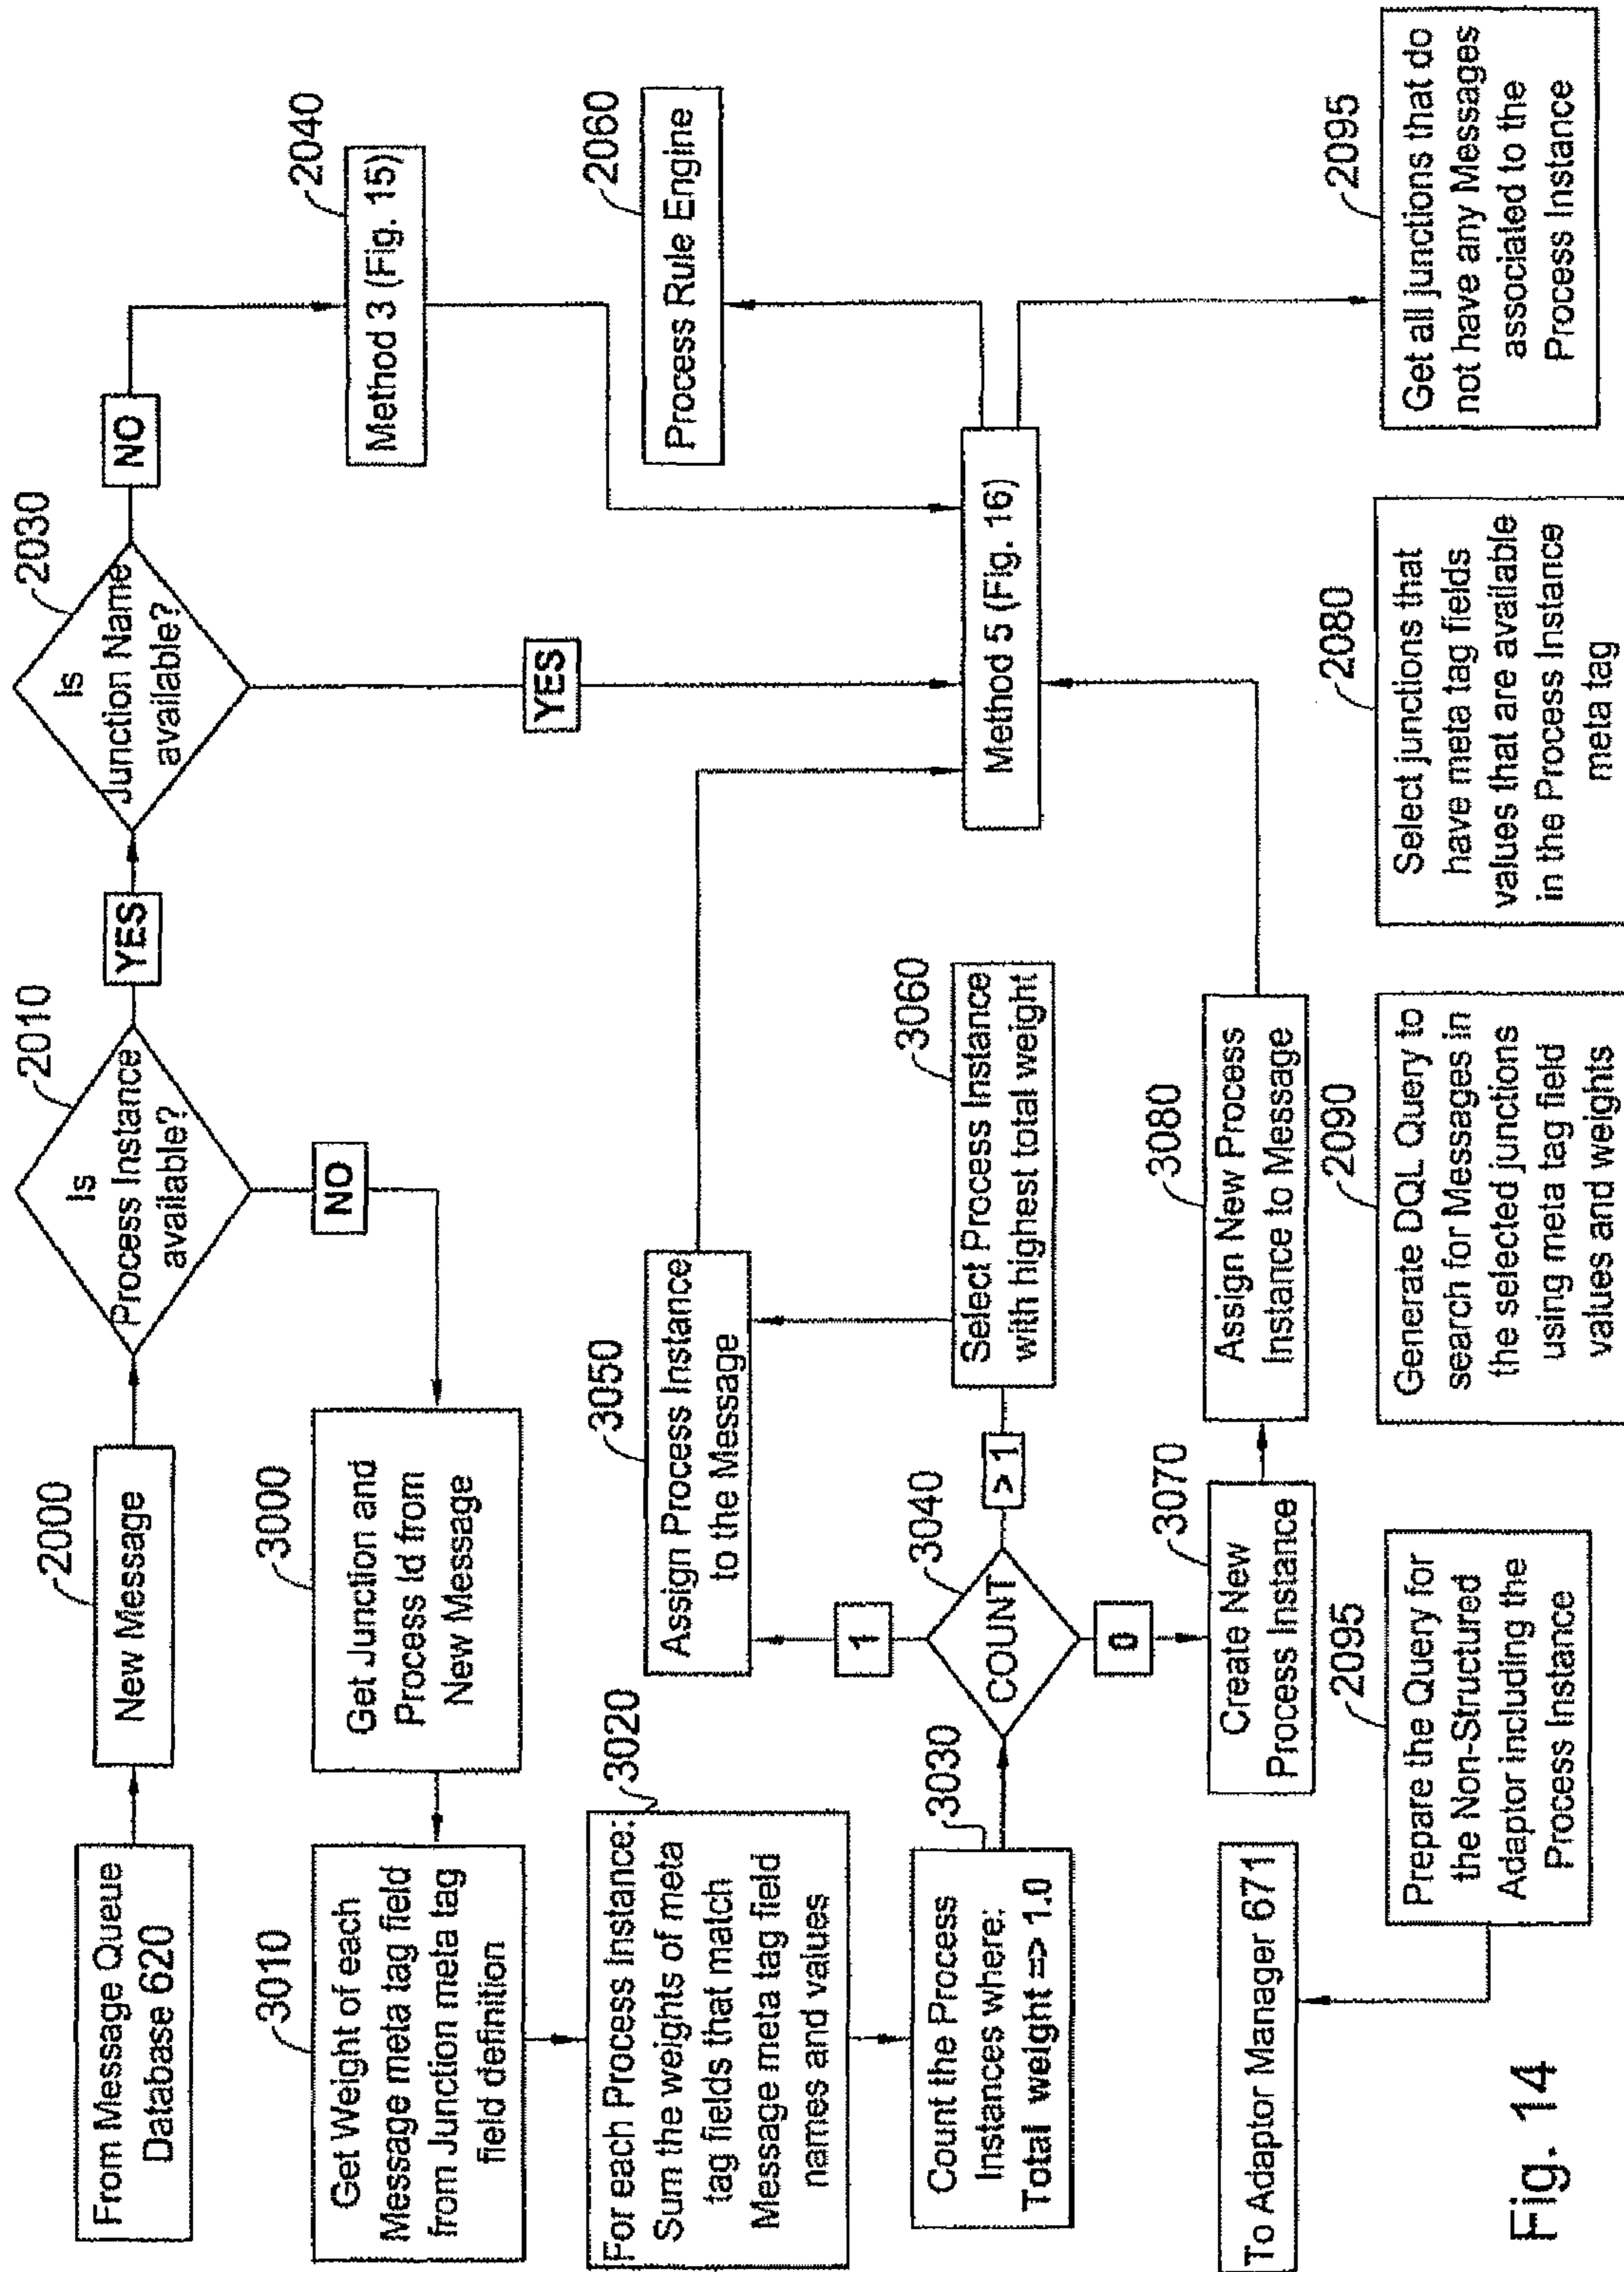 From Message Queue
Database 620
2000
New Message
2010
Is
Process Instance
available?
YES
2030
Is
Junction Name
available?
NO
NO
YES
2040
Method 3 (Fig. 15)
3000
Get Junction and
Process Id from
New Message
3010
Get Weight of each
Message meta tag field
from Junction meta tag
field definition
3020
For each Process Instance:
Sum the weights of meta
tag fields that match
Message meta tag field
names and values
3050
Assign Process Instance
to the Message
2060
Process Rule Engine
3030
Count the Process
Instances where:
Total weight => 1.0
3040
COUNT
1
> 1
0
3060
Select Process Instance
with highest total weight
Method 5 (Fig. 16)
3070
Create New
Process Instance
3080
Assign New Process
Instance to Message
To Adaptor Manager 671
2095
Prepare the Query for
the Non-Structured
Adaptor including the
Process Instance
2090
Generate DQL Query to
search for Messages in
the selected junctions
using meta tag field
values and weights
2080
Select junctions that
have meta tag fields
values that are available
in the Process Instance
meta tag
2095
Get all junctions that do
not have any Messages
associated to the
Process Instance
Fig. 14